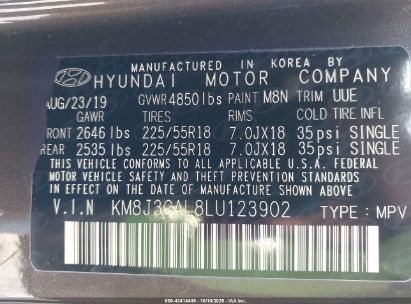 MANUFACTURED IN KOREA BY
HYUNDAI MOTOR COMPANY
AUG/23/19 GVWR 4850lbs PAINT M8N TRIM UUE
GAWR TIRES RIMS COLD TIRE INFL
FRONT 2646 lbs 225/55R18 7.0JX18 35psi SINGLE
REAR 2535 lbs 225/55R18 7.0JX18 35psi SINGLE
THIS VEHICLE CONFORMS TO ALL APPLICABLE U.S.A. FEDERAL
MOTOR VEHICLE SAFETY, BUMPER, AND THEFT PREVENTION STANDARDS
IN EFFECT ON THE DATE OF MANUFACTURE SHOWN ABOVE.
V.I.N KM8J3CAL8LU123902 TYPE: MPV